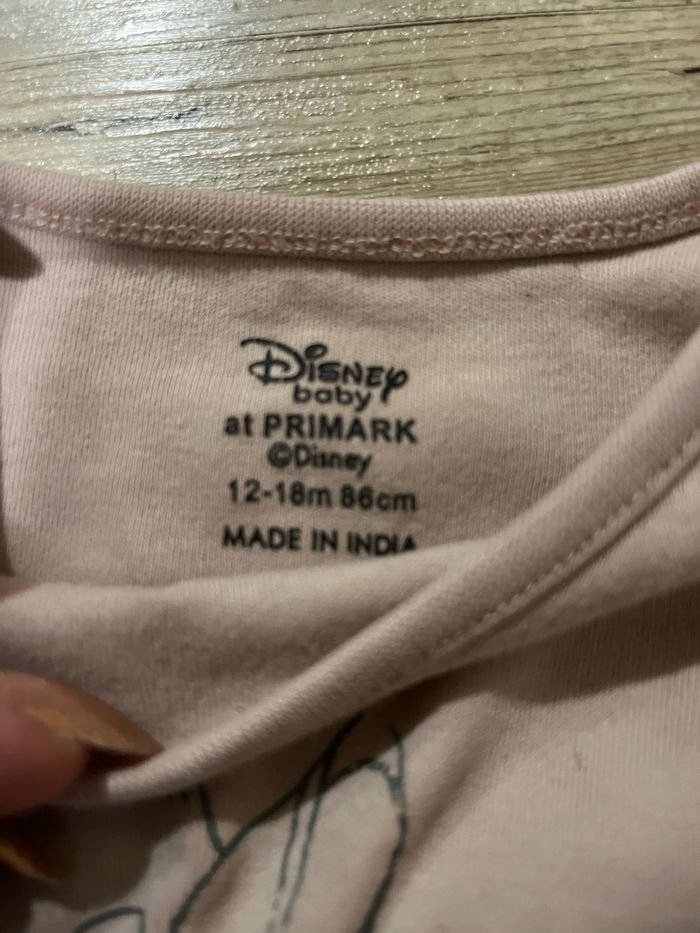 Disney
baby
at PRIMARK
©Disney
12-18m 86cm
MADE IN INDIA